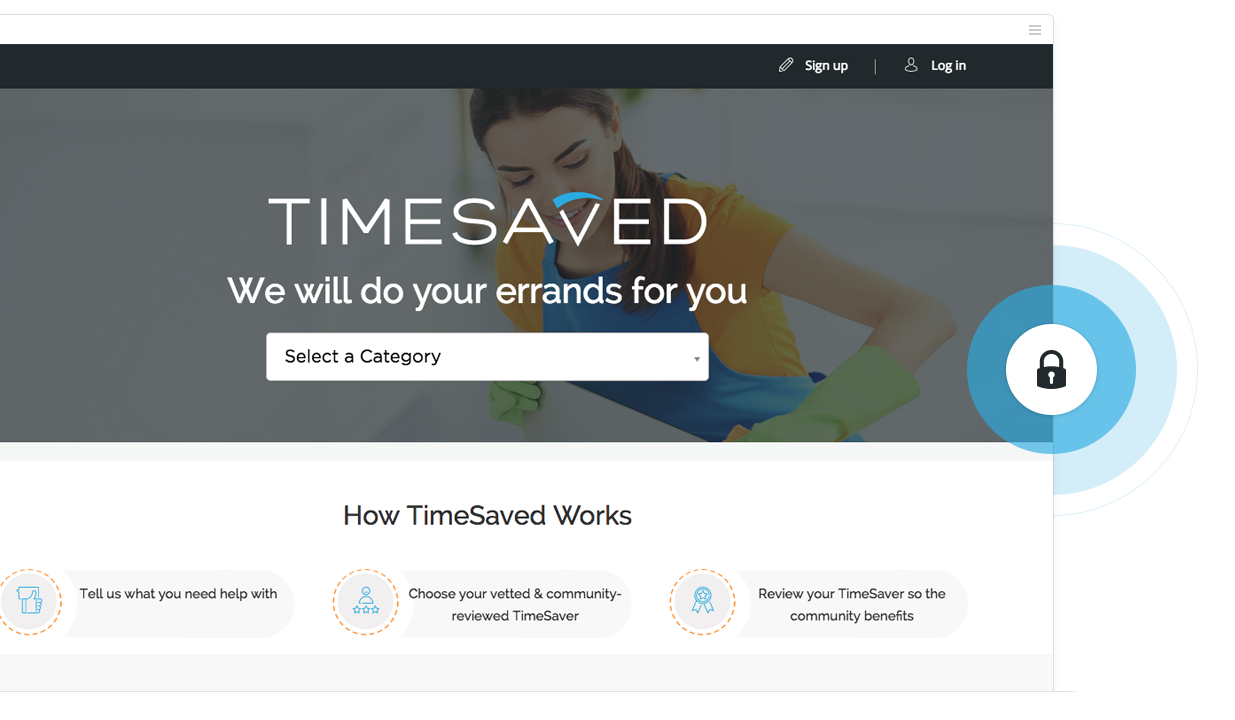 Sign up | Log in
TIMESAVED
We will do your errands for you
Select a Category
How TimeSaved Works
Tell us what you need help with
Choose your vetted & community-
reviewed TimeSaver
Review your TimeSaver so the
community benefits